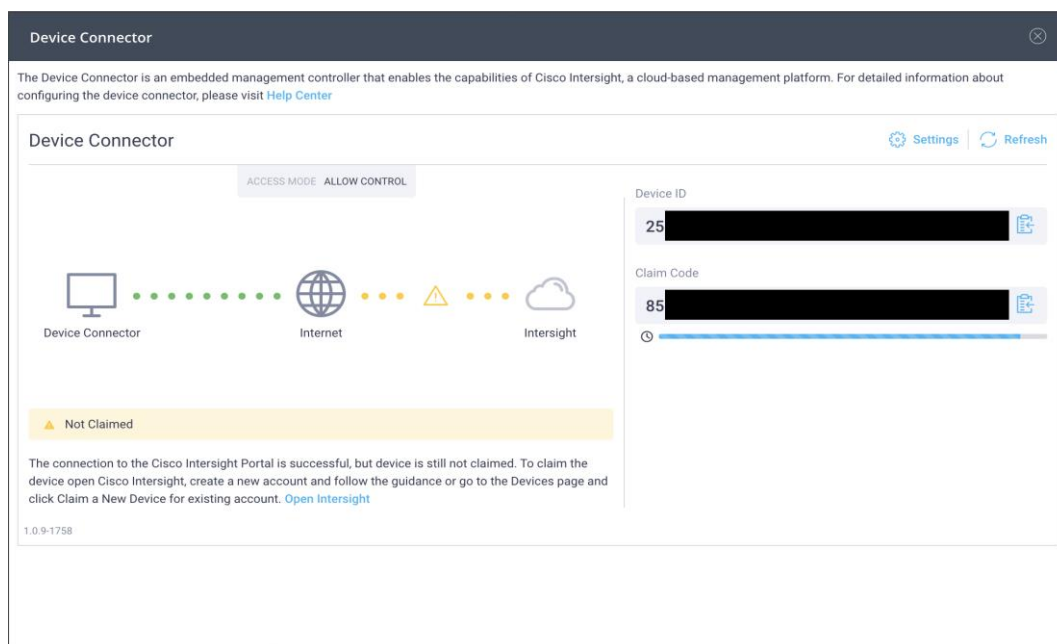 Device Connector
The Device Connector is an embedded management controller that enables the capabilities of Cisco Intersight, a cloud-based management platform. For detailed information about
configuring the device connector, please visit Help Center
Device Connector
Settings
Refresh
ACCESS MODE ALLOW CONTROL
Device Connector
Internet
Intersight
Not Claimed
The connection to the Cisco Intersight Portal is successful, but device is still not claimed. To claim the
device open Cisco Intersight, create a new account and follow the guidance or go to the Devices page and
click Claim a New Device for existing account. Open Intersight
1.0.9-1758
Device ID
25
Claim Code
85